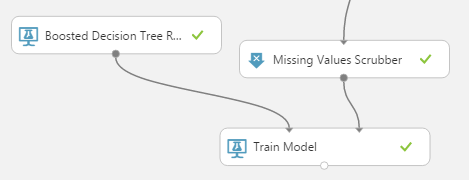 Boosted Decision Tree R...
Missing Values Scrubber
Train Model